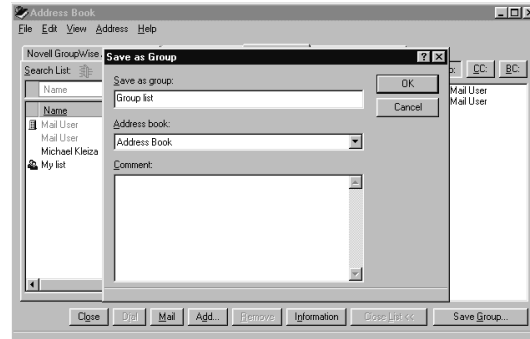 Address Book
File Edit View Address Help
Novell GroupWise
Save as Group
Search List:
CC: BC:
Name
Save as group:
Group list
OK
Cancel
Mail User
Mail User
Name
Mail User
Mail User
Michael Kleiza
My list
Address book:
Address Book
Comment:
Close Dial Mail Add... Remove Information Close List << Save Group...